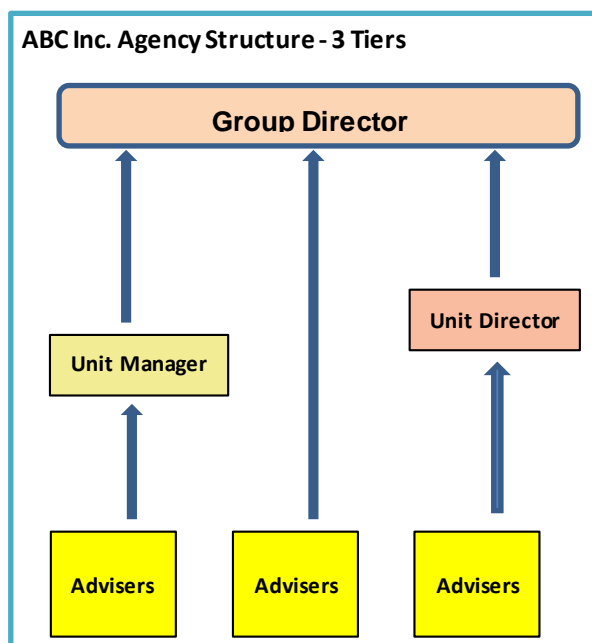 ABC Inc. Agency Structure - 3 Tiers
Group Director
Unit Director
Unit Manager
Advisers Advisers Advisers